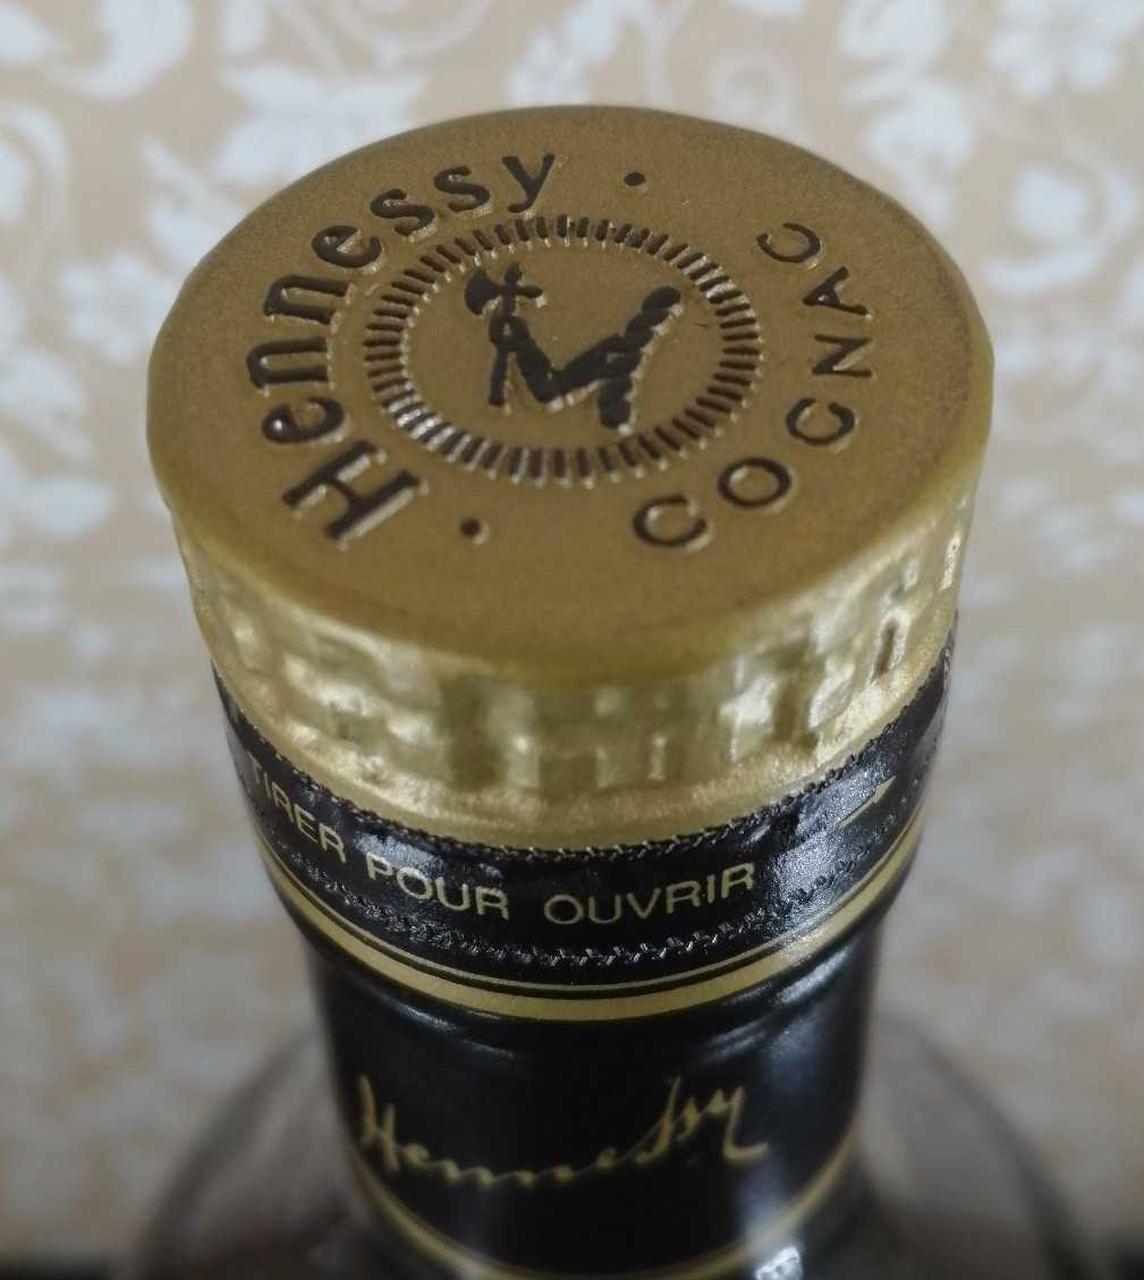 Hennessy · COGNAC ·
TIRER POUR OUVRIR →
Hennessy